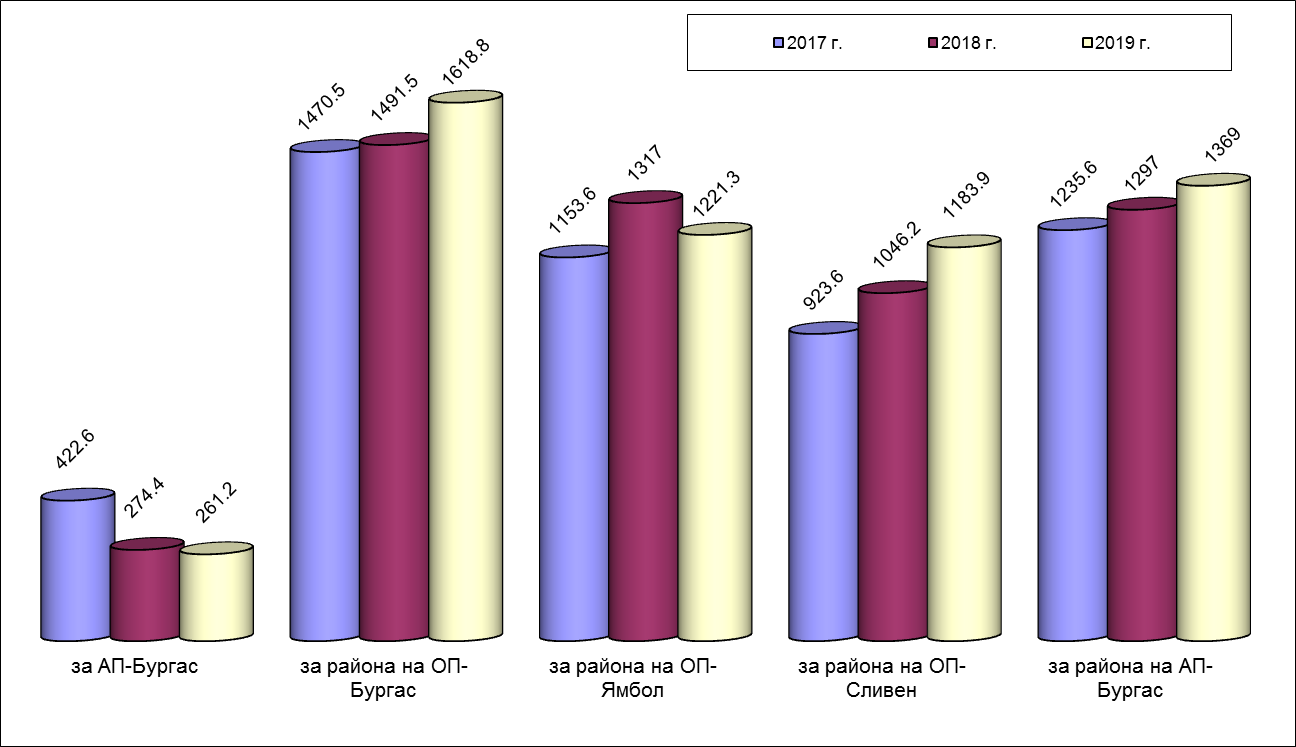 2017 г.
2018 г.
2019 г.
422.6
274.4
261.2
1470.5
1491.5
1618.8
1153.6
1317
1221.3
923.6
1046.2
1183.9
1235.6
1297
1369
за АП-Бургас
за района на ОП-
Бургас
за района на ОП-
Ямбол
за района на ОП-
Сливен
за района на АП-
Бургас